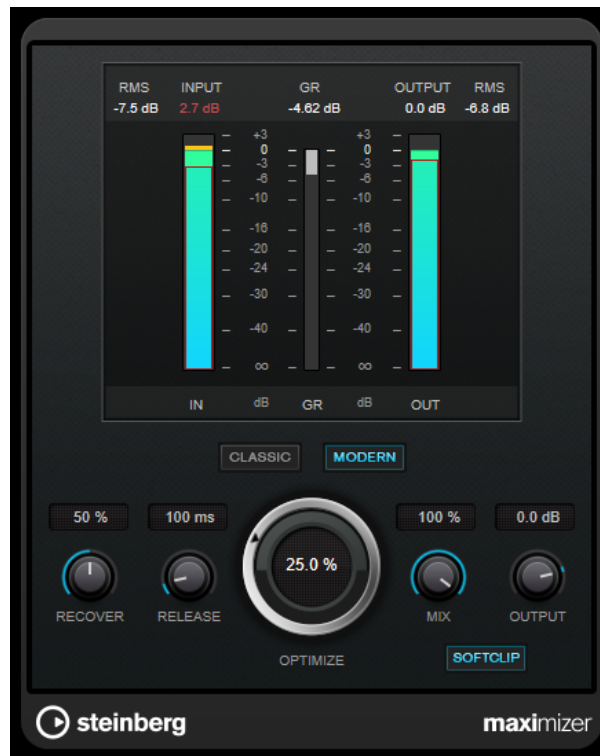 RMS INPUT GR OUTPUT RMS
-7.5 dB 2.7 dB -4.62 dB 0.0 dB -6.8 dB
+3 +3
0 0
-3 -3
-6 -6
-10 -10
-16 -16
-20 -20
-24 -24
-30 -30
-40 -40
∞ ∞
IN dB GR dB OUT
CLASSIC MODERN
50 % 100 ms 100 % 0.0 dB
25.0 %
RECOVER RELEASE MIX OUTPUT
OPTIMIZE SOFTCLIP
steinberg maximizer